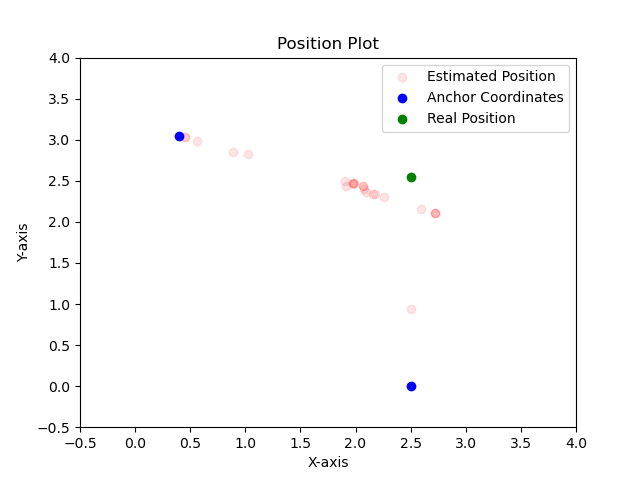 Position Plot
Estimated Position
Anchor Coordinates
Real Position
4.0
3.5
3.0
2.5
2.0
1.5
1.0
0.5
0.0
−0.5
Y-axis
−0.5 0.0 0.5 1.0 1.5 2.0 2.5 3.0 3.5 4.0
X-axis